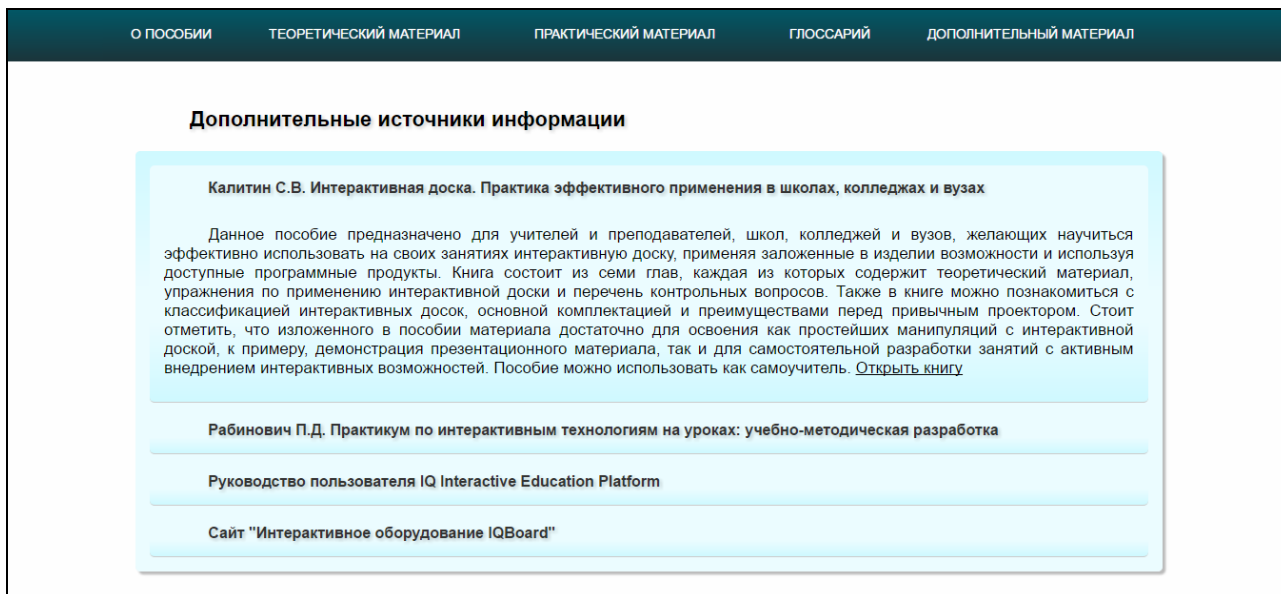 О ПОСОБИИ ТЕОРЕТИЧЕСКИЙ МАТЕРИАЛ ПРАКТИЧЕСКИЙ МАТЕРИАЛ ГЛОССАРИЙ ДОПОЛНИТЕЛЬНЫЙ МАТЕРИАЛ
Дополнительные источники информации
Калитин С.В. Интерактивная доска. Практика эффективного применения в школах, колледжах и вузах
Данное пособие предназначено для учителей и преподавателей, школ, колледжей и вузов, желающих научиться
эффективно использовать на своих занятиях интерактивную доску, применяя заложенные в изделии возможности и используя
доступные программные продукты. Книга состоит из семи глав, каждая из которых содержит теоретический материал,
упражнения по применению интерактивной доски и перечень контрольных вопросов. Также в книге можно познакомиться с
классификацией интерактивных досок, основной комплектацией и преимуществами перед привычным проектором. Стоит
отметить, что изложенного в пособии материала достаточно для освоения как простейших манипуляций с интерактивной
доской, к примеру, демонстрация презентационного материала, так и для самостоятельной разработки занятий с активным
внедрением интерактивных возможностей. Пособие можно использовать как самоучитель. Открыть книгу
Рабинович П.Д. Практикум по интерактивным технологиям на уроках: учебно-методическая разработка
Руководство пользователя IQ Interactive Education Platform
Сайт "Интерактивное оборудование IQBoard"